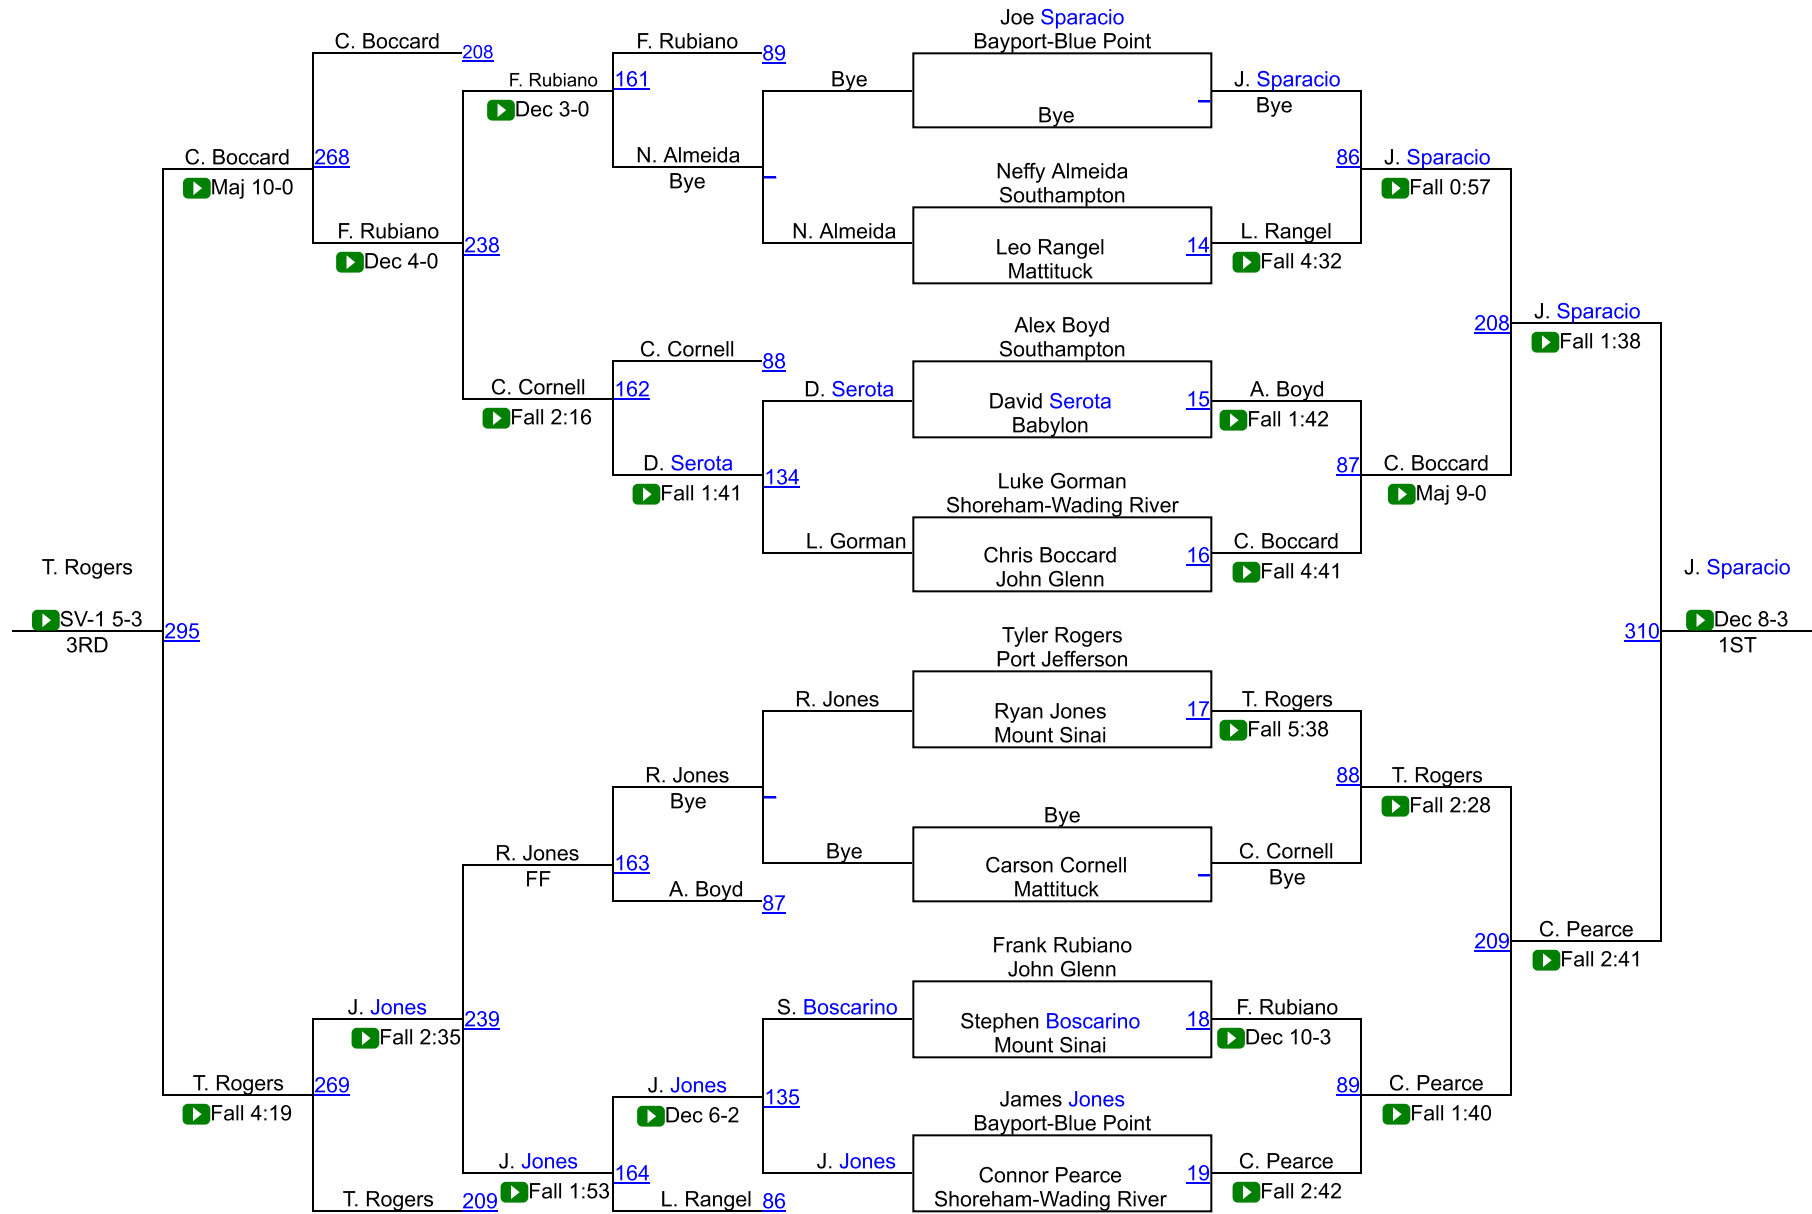 Joe Sparacio
Bayport-Blue Point
C. Boccard
208
F. Rubiano
89
F. Rubiano
161
Bye
J. Sparacio
Dec 3-0
Bye
Bye
C. Boccard
268
N. Almeida
86
J. Sparacio
Maj 10-0
Bye
Neffy Almeida
Fall 0:57
Southampton
F. Rubiano
238
N. Almeida
Leo Rangel
14
L. Rangel
Dec 4-0
Mattituck
Fall 4:32
Alex Boyd
Southampton
208
J. Sparacio
Fall 1:38
C. Cornell
88
C. Cornell
162
D. Serota
David Serota
15
A. Boyd
Fall 2:16
Babylon
Fall 1:42
D. Serota
134
87
C. Boccard
Fall 1:41
Luke Gorman
Maj 9-0
Shoreham-Wading River
L. Gorman
Chris Boccard
16
C. Boccard
John Glenn
Fall 4:41
T. Rogers
J. Sparacio
SV-1 5-3
295
310
Dec 8-3
3RD
1ST
Tyler Rogers
Port Jefferson
R. Jones
Ryan Jones
17
T. Rogers
Mount Sinai
Fall 5:38
R. Jones
88
T. Rogers
Bye
Fall 2:28
Bye
R. Jones
163
Bye
Carson Cornell
C. Cornell
FF
A. Boyd
87
Mattituck
Bye
Frank Rubiano
209
C. Pearce
John Glenn
Fall 2:41
J. Jones
239
S. Boscarino
Stephen Boscarino
18
F. Rubiano
Fall 2:35
Mount Sinai
Dec 10-3
T. Rogers
269
J. Jones
135
89
C. Pearce
Fall 4:19
Dec 6-2
James Jones
Fall 1:40
Bayport-Blue Point
J. Jones
164
J. Jones
Connor Pearce
19
C. Pearce
Fall 1:53
Shoreham-Wading River
Fall 2:42
T. Rogers
209
L. Rangel
86